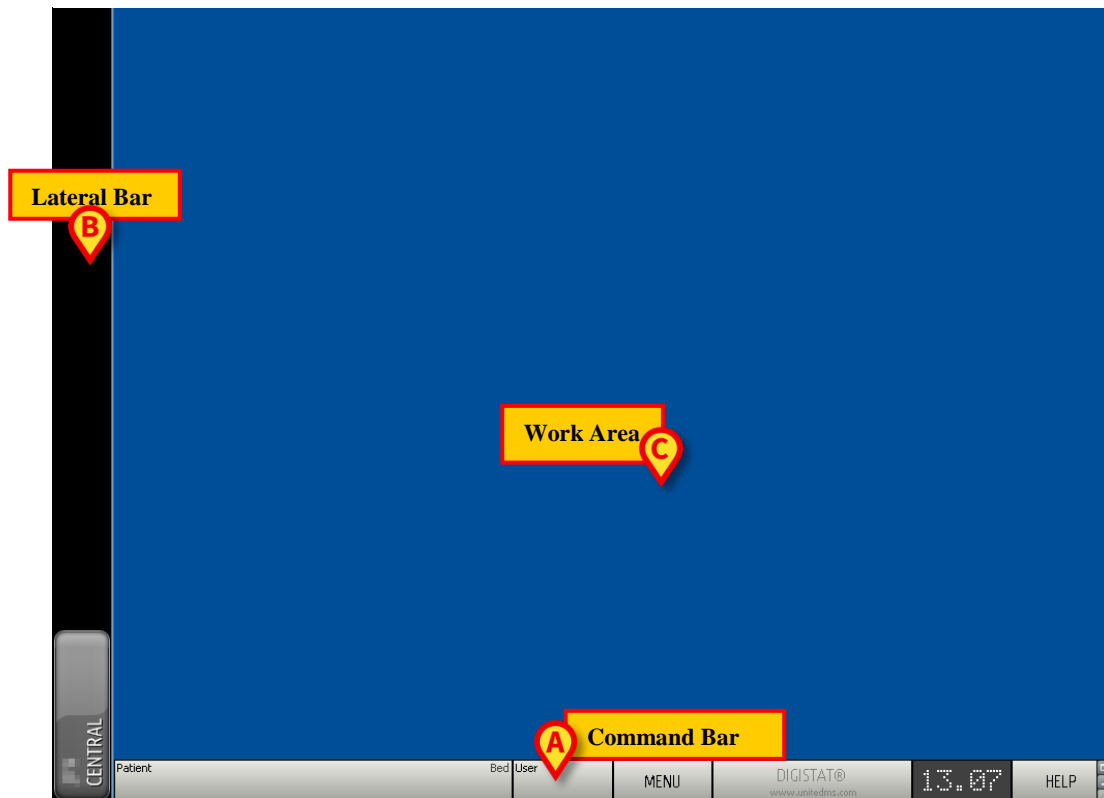 Lateral Bar
B
Work Area
C
Command Bar
A
CENTRAL
Patient Bed User
MENU
DIGISTAT®
www.unitedms.com
13.07
HELP